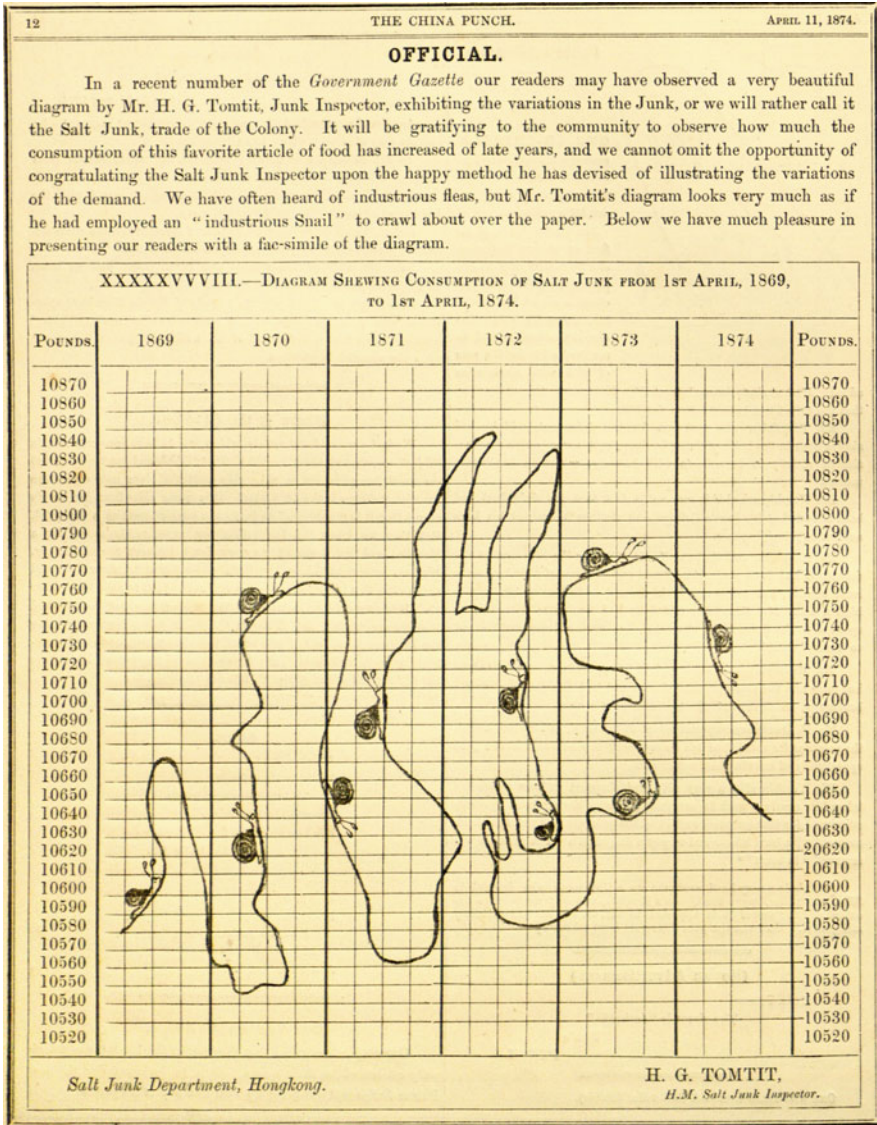 12 THE CHINA PUNCH. APRIL 11, 1874.
OFFICIAL.
In a recent number of the Government Gazette our readers may have observed a very beautiful
diagram by Mr. H. G. Tomtit, Junk Inspector, exhibiting the variations in the Junk, or we will rather call it
the Salt Junk, trade of the Colony. It will be gratifying to the community to observe how much the
consumption of this favorite article of food has increased of late years, and we cannot omit the opportunity of
congratulating the Salt Junk Inspector upon the happy method he has devised of illustrating the variations
of the demand. We have often heard of industrious fleas, but Mr. Tomtit's diagram looks very much as if
he had employed an “industrious Snail” to crawl about over the paper. Below we have much pleasure in
presenting our readers with a fac-simile of the diagram.
XXXXXVVVIII.—DIAGRAM SHEWING CONSUMPTION OF SALT JUNK FROM 1ST APRIL, 1869,
TO 1ST APRIL, 1874.
POUNDS. 1869 1870 1871 1872 1873 1874 POUNDS.
10870 10870
10860 10860
10850 10850
10840 10840
10830 10830
10820 10820
10810 10810
10800 10800
10790 10790
10780 10780
10770 10770
10760 10760
10750 10750
10740 10740
10730 10730
10720 10720
10710 10710
10700 10700
10690 10690
10680 10680
10670 10670
10660 10660
10650 10650
10640 10640
10630 10630
10620 20620
10610 10610
10600 10600
10590 10590
10580 10580
10570 10570
10560 10560
10550 10550
10540 10540
10530 10530
10520 10520
Salt Junk Department, Hongkong. H. G. TOMTIT,
H.M. Salt Junk Inspector.